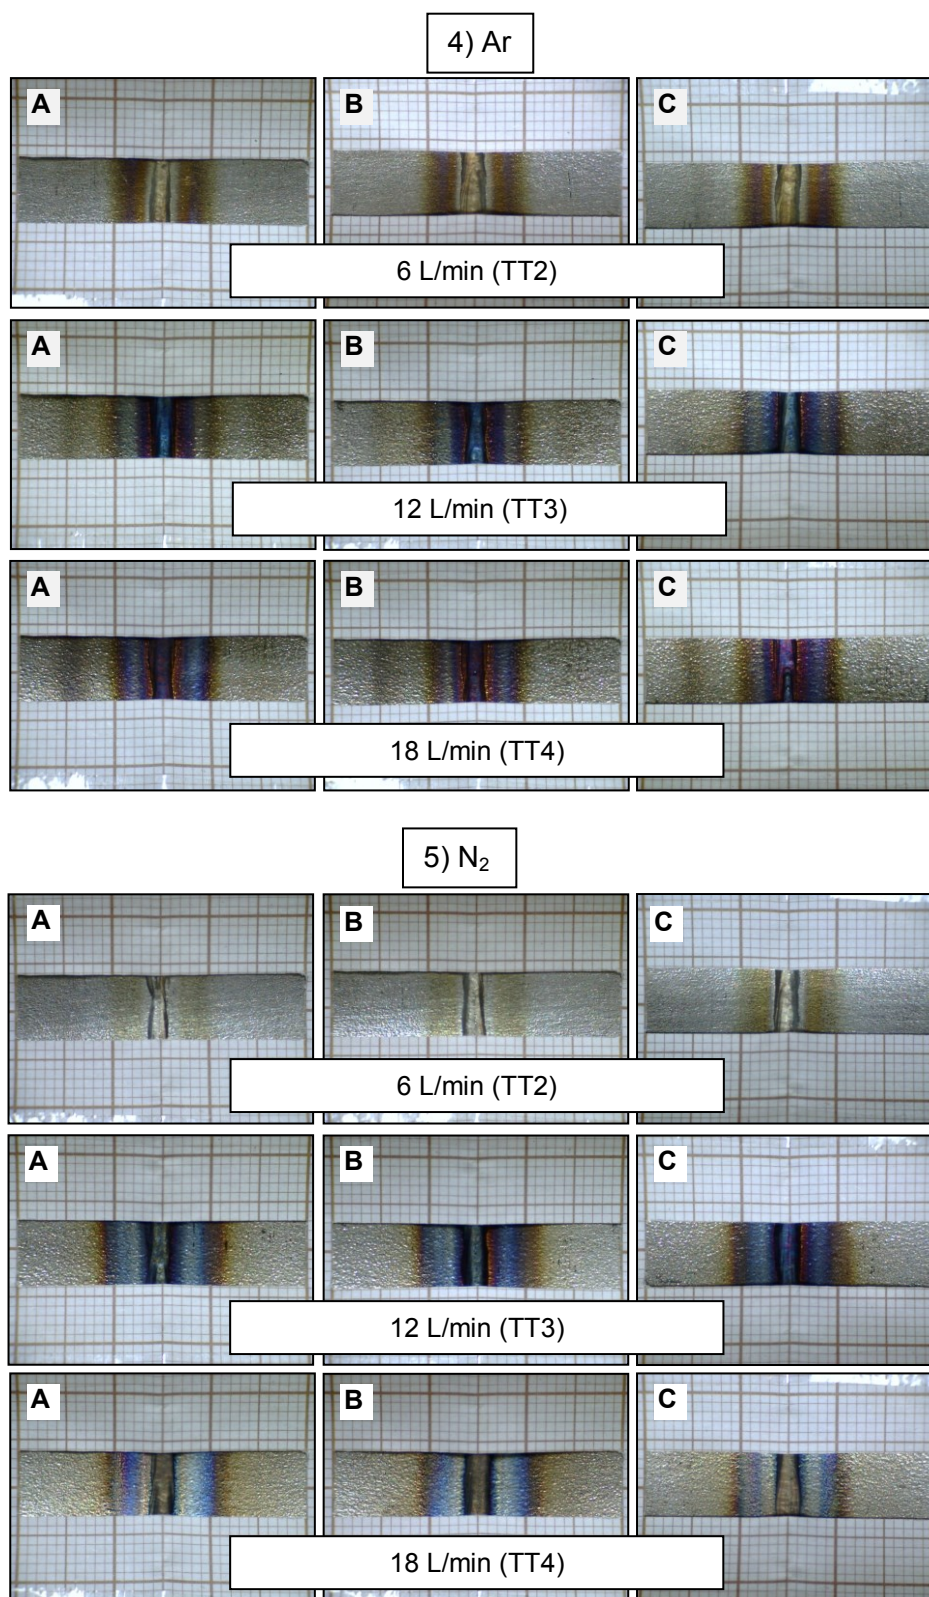 4) Ar
A
B
C
6 L/min (TT2)
A
B
C
12 L/min (TT3)
A
B
C
18 L/min (TT4)
5) N₂
A
B
C
6 L/min (TT2)
A
B
C
12 L/min (TT3)
A
B
C
18 L/min (TT4)